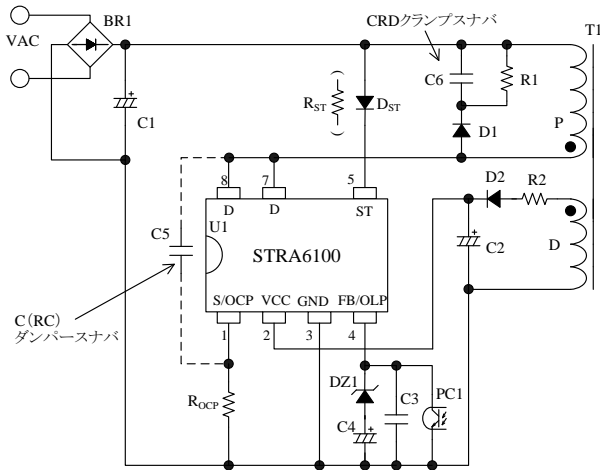 BR1
CRDクランプスナバ
T1
VAC
C6
R1
RST
DST
C1
D1
P
8
7
5
D2
R2
D
D
ST
C5
U1
STRA6100
C2
D
C(RC)
ダンパースナバ
S/OCP
VCC
GND
FB/OLP
1
2
3
4
DZ1
PC1
ROCP
C3
C4